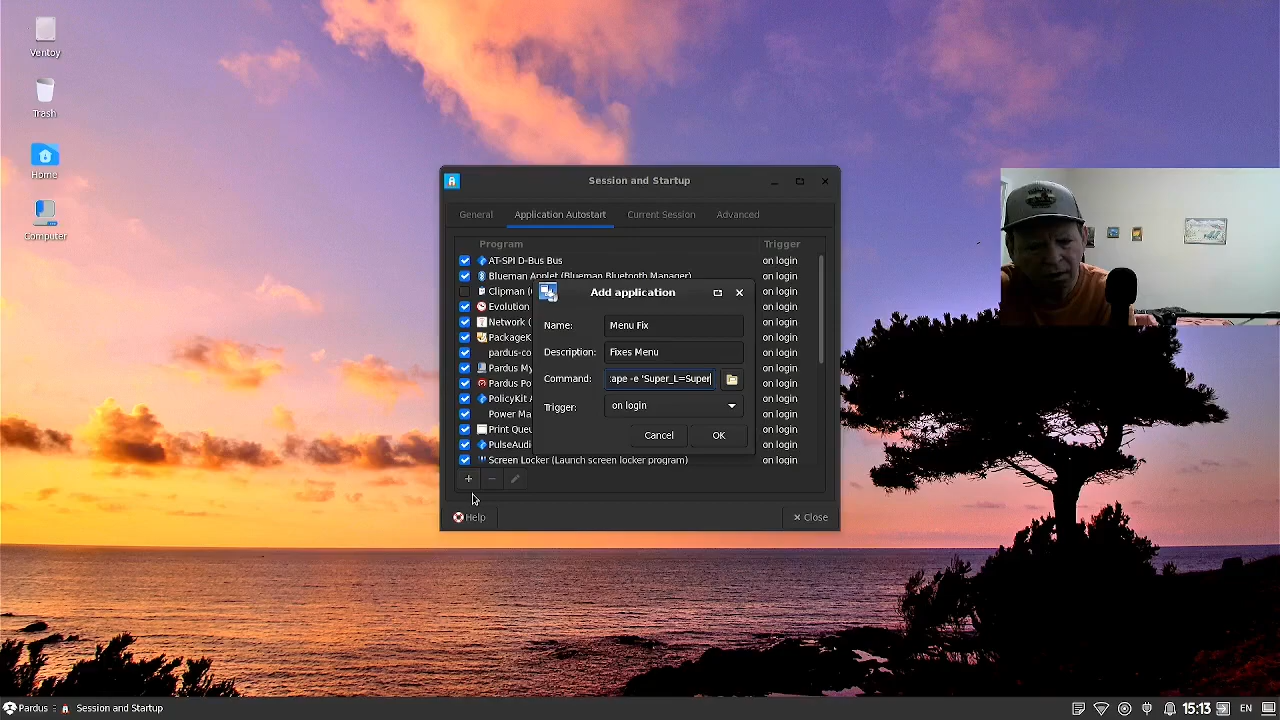 Ventoy
Trash
Home
Computer
Session and Startup
General
Application Autostart
Current Session
Advanced
Program
Trigger
AT-SPI D-Bus Bus
on login
Blueman Applet (Blueman Bluetooth Manager)
on login
Clipman (
on login
Evolution
on login
Network (
on login
PackageK
on login
pardus-co
on login
Pardus My
on login
Pardus Po
on login
PolicyKit A
on login
Power Ma
on login
Print Queu
on login
PulseAudi
on login
Screen Locker (Launch screen locker program)
on login
Add application
Name:
Menu Fix
Description:
Fixes Menu
Command:
:ape -e 'Super_L=Super
Trigger:
on login
Cancel
OK
Help
Close
Pardus
Session and Startup
15:13
EN